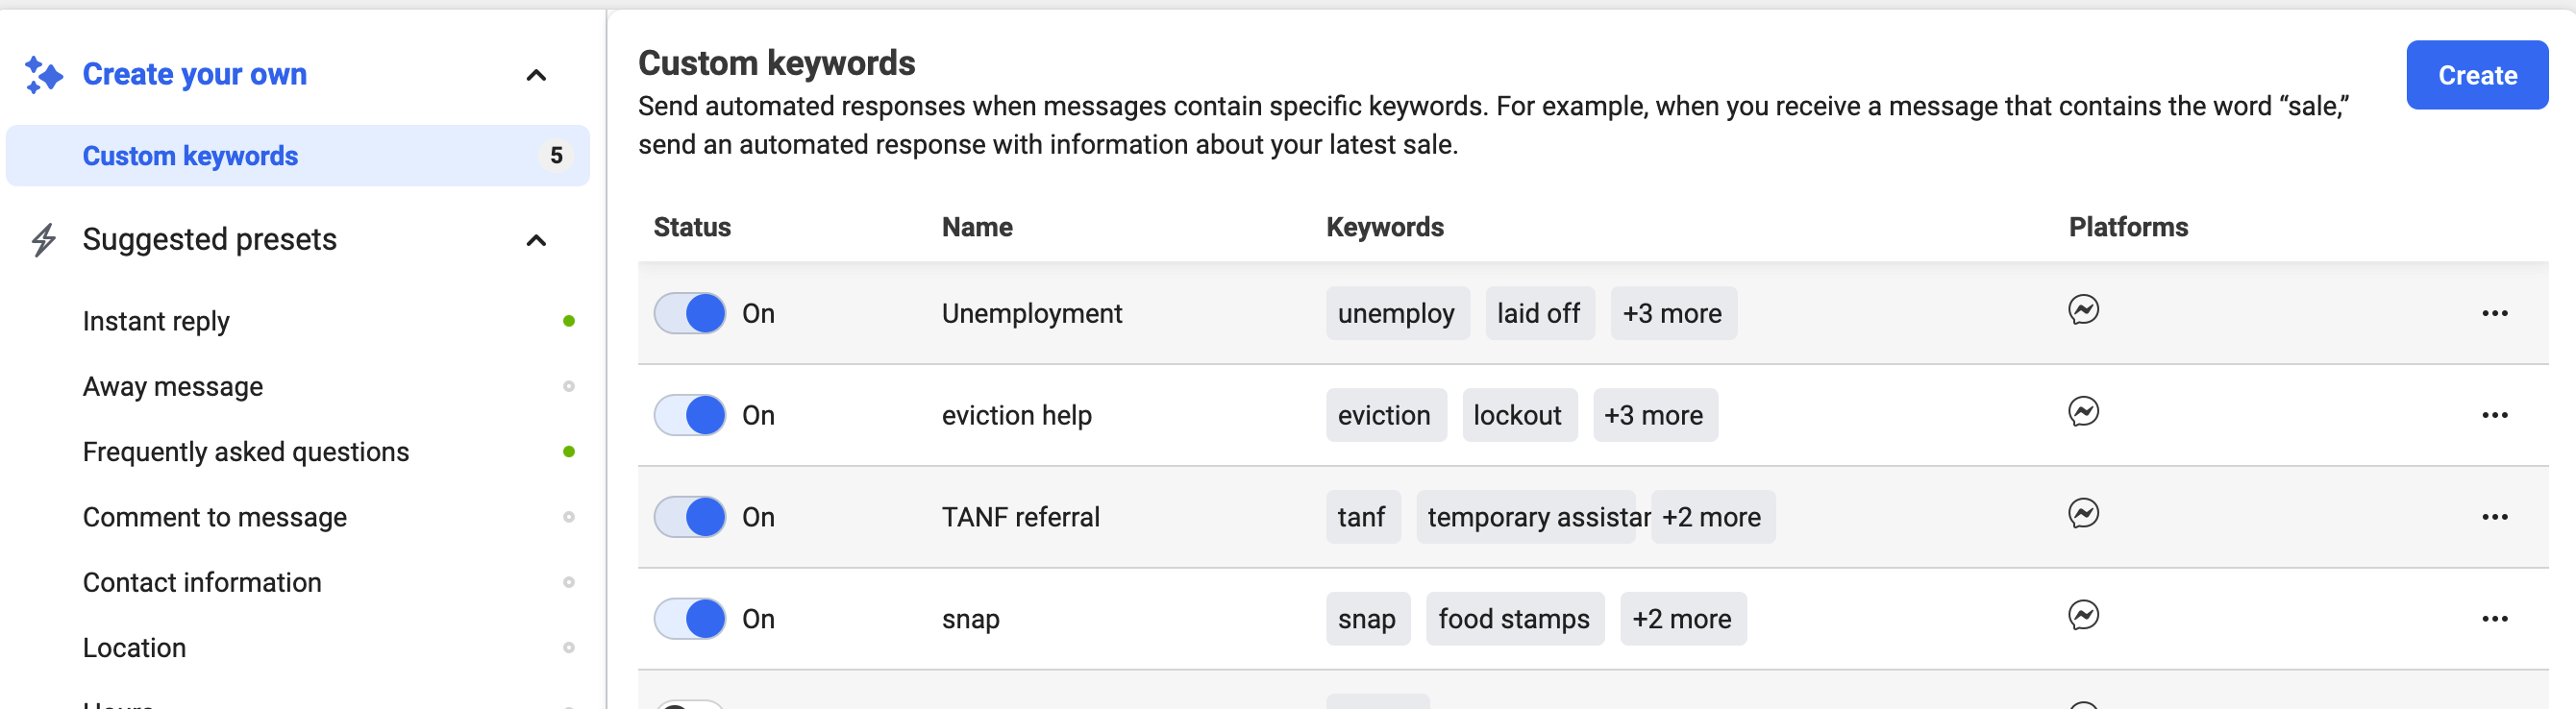 Create your own
Custom keywords 5
Suggested presets
Instant reply
Away message
Frequently asked questions
Comment to message
Contact information
Location
Custom keywords
Create
Send automated responses when messages contain specific keywords. For example, when you receive a message that contains the word “sale,”
send an automated response with information about your latest sale.
Status Name Keywords Platforms
On Unemployment unemploy laid off +3 more
On eviction help eviction lockout +3 more
On TANF referral tanf temporary assistar +2 more
On snap snap food stamps +2 more